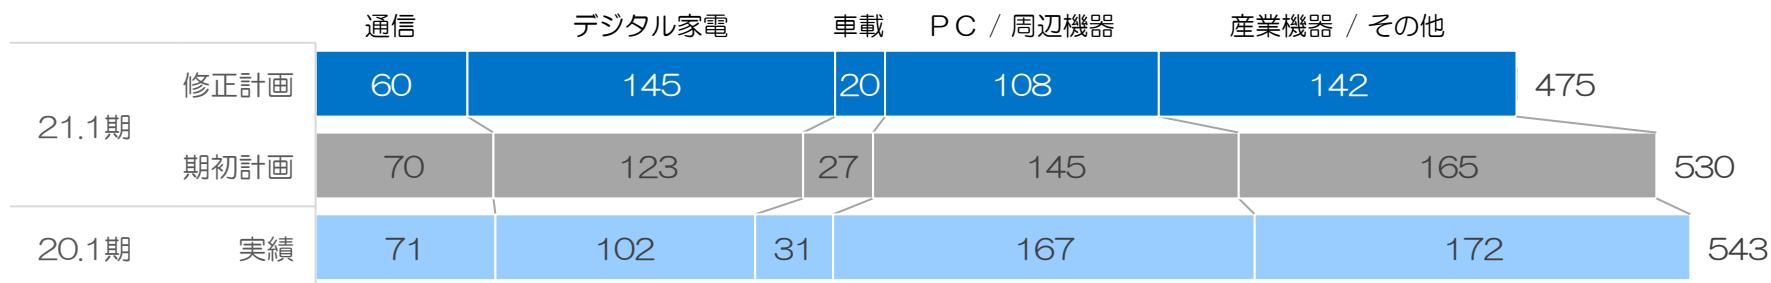 通信 デジタル家電 車載 ＰＣ / 周辺機器 産業機器 / その他
修正計画 60 145 20 108 142 475
21.1期
期初計画 70 123 27 145 165 530
20.1期 実績 71 102 31 167 172 543